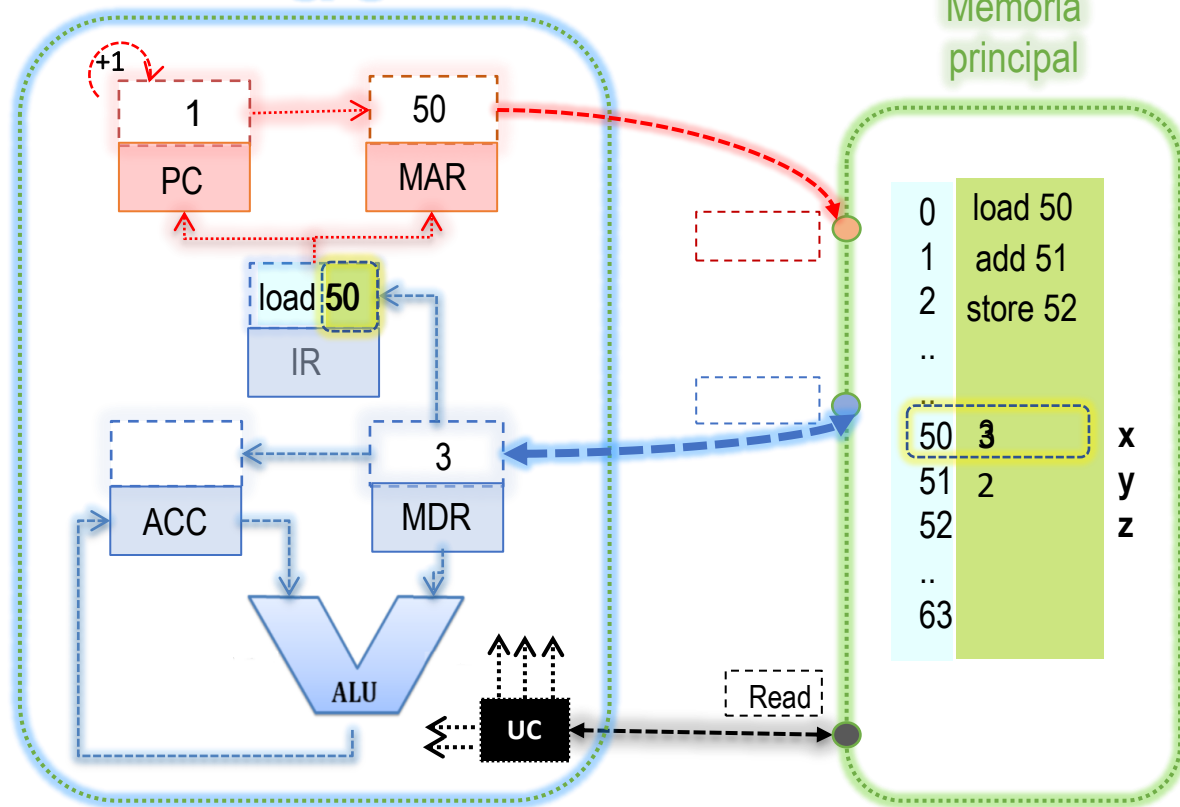 Memoria
principal
+1
1
50
PC
MAR
load 50
IR
3
ACC
MDR
ALU
UC
Read
0 load 50
1 add 51
2 store 52
..
..
50 3 x
51 2 y
52 z
..
63